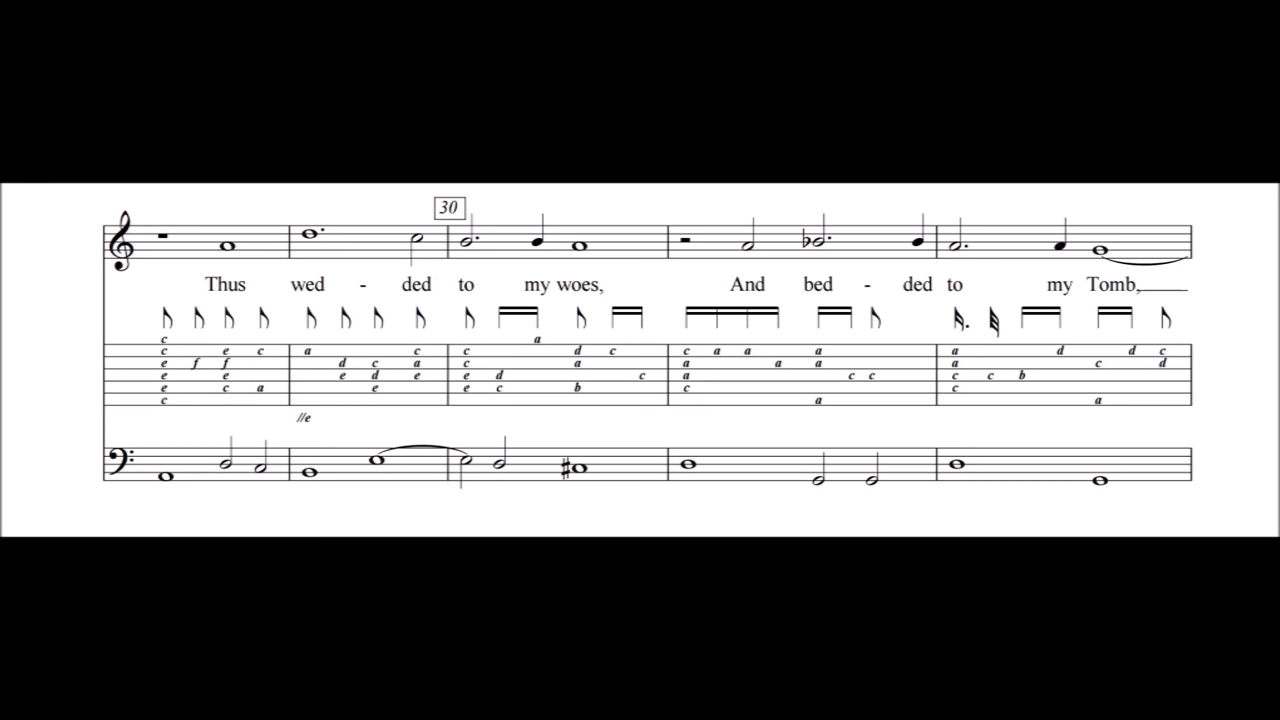 30
Thus wed - ded to my woes, And bed - ded to my Tomb,
c a
c e c a c c d c c a a a a d d c
e f f d c a c a a a a a c d
e e e d e e d c a c c c c b
e c a e e c b c c
c a a
//e